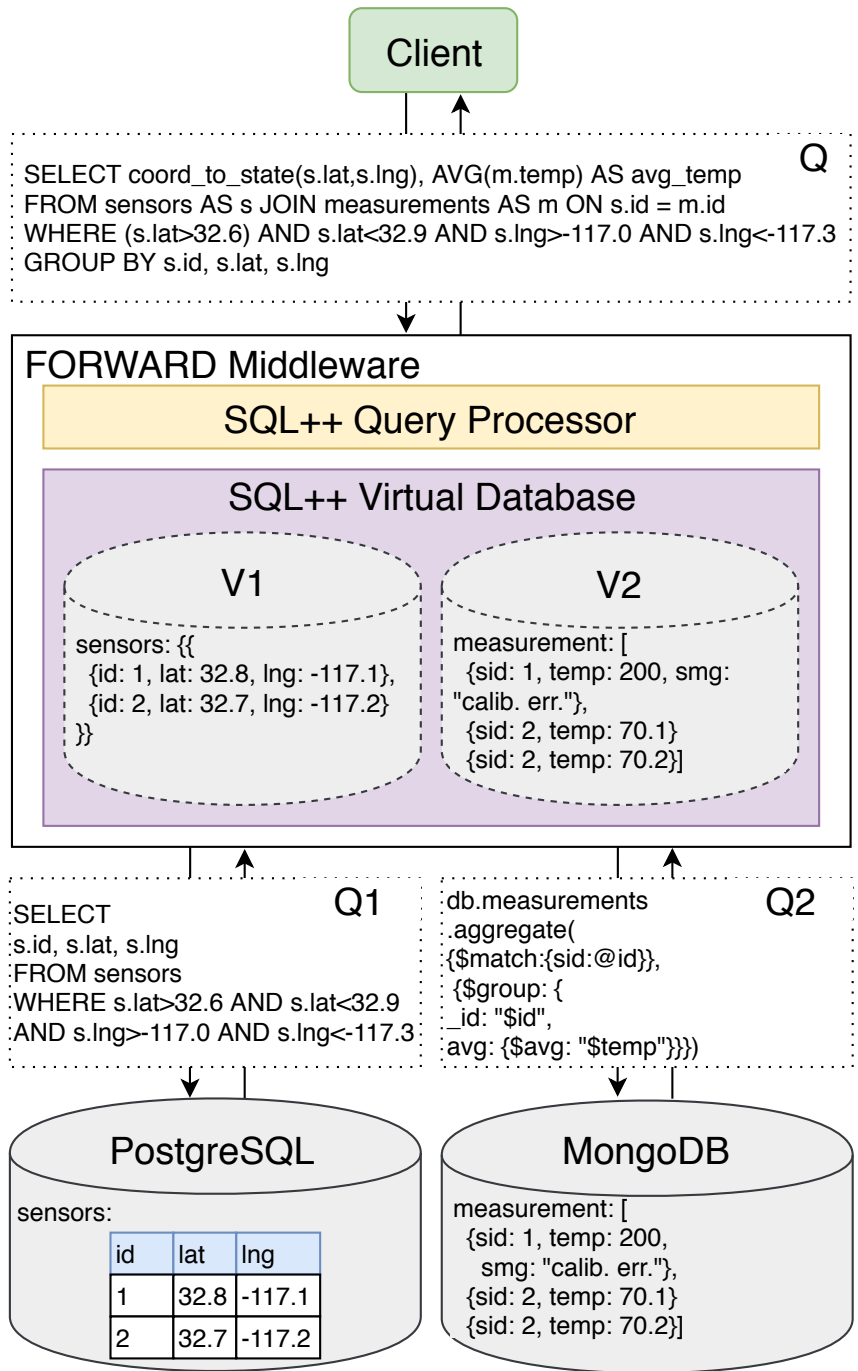 Client
Q
SELECT coord_to_state(s.lat,s.lng), AVG(m.temp) AS avg_temp
FROM sensors AS s JOIN measurements AS m ON s.id = m.id
WHERE (s.lat>32.6) AND s.lat<32.9 AND s.lng>-117.0 AND s.lng<-117.3
GROUP BY s.id, s.lat, s.lng
FORWARD Middleware
SQL++ Query Processor
SQL++ Virtual Database
V1
sensors: {{
{id: 1, lat: 32.8, lng: -117.1},
{id: 2, lat: 32.7, lng: -117.2}
}}
V2
measurement: [
{sid: 1, temp: 200, smg:
"calib. err."},
{sid: 2, temp: 70.1}
{sid: 2, temp: 70.2}]
Q1
SELECT
s.id, s.lat, s.lng
FROM sensors
WHERE s.lat>32.6 AND s.lat<32.9
AND s.lng>-117.0 AND s.lng<-117.3
Q2
db.measurements
.aggregate(
{$match:{sid:@id}},
{$group: {
_id: "$id",
avg: {$avg: "$temp"}}})
PostgreSQL
sensors:
id lat lng
1 32.8 -117.1
2 32.7 -117.2
MongoDB
measurement: [
{sid: 1, temp: 200,
smg: "calib. err."},
{sid: 2, temp: 70.1}
{sid: 2, temp: 70.2}]